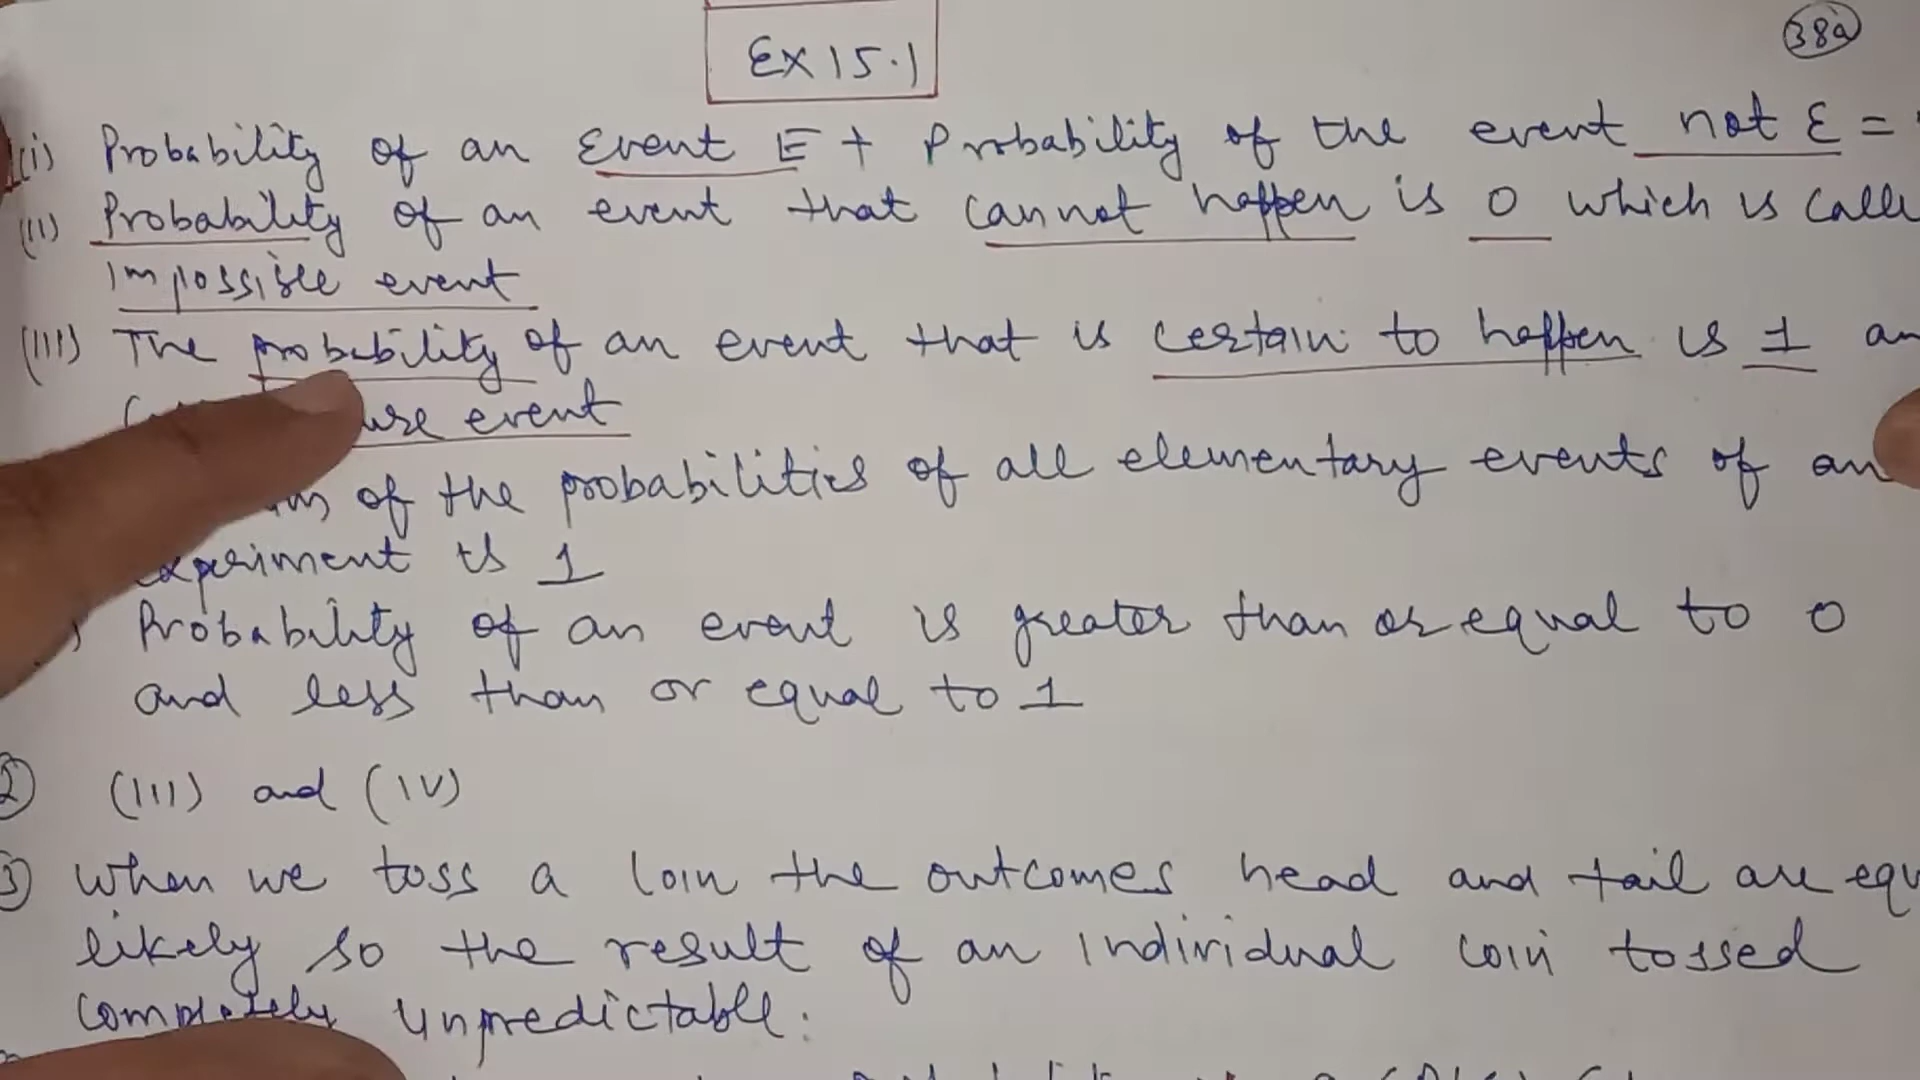 Ex 15.1
38a
(i) Probability of an Event E + Probability of the event not E =
(II) Probability of an event that cannot happen is 0 which is calle
Impossible event
(III) The probability of an event that is certain to happen is 1 an
ure event
of the probabilities of all elementary events of an
experiment is 1
Probability of an event is greater than or equal to 0
and less than or equal to 1
2 (III) and (IV)
3 when we toss a coin the outcomes head and tail are equ
likely so the result of an individual coin tossed
completely unpredictable.